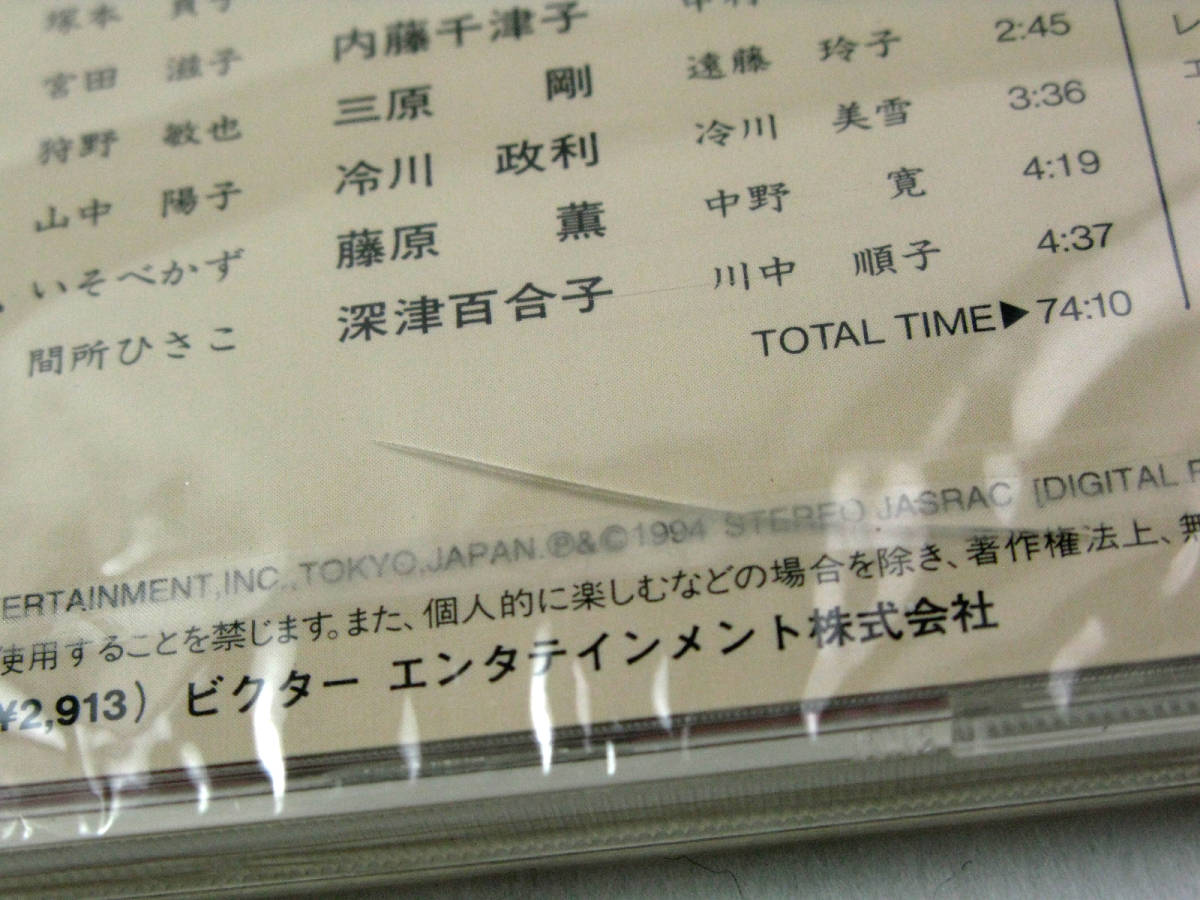 塚本
内藤千津子
宮田 滋子 三原 剛 遠藤 玲子 2:45
狩野 敏也 冷川 政利 冷川 美雪 3:36
山中 陽子 藤原 薫 中野 寛 4:19
いそべかず 深津百合子 川中 順子 4:37
間所ひさこ
TOTAL TIME▶74:10
ERTAINMENT,INC.,TOKYO,JAPAN.Ⓟ&©1994 STEREO JASRAC [DIGITAL
使用することを禁じます。また、個人的に楽しむなどの場合を除き、著作権法上、無
¥2,913) ビクター エンタテインメント株式会社
レ
エ